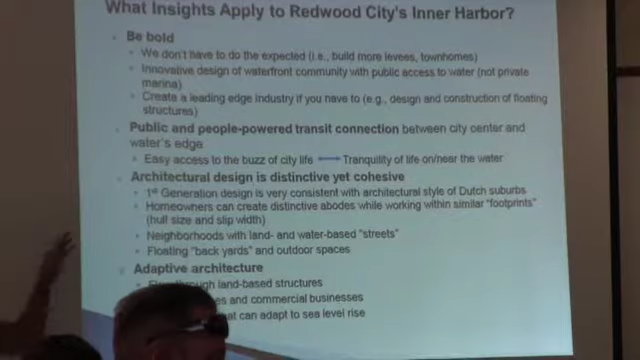 What Insights Apply to Redwood City's Inner Harbor?
Be bold
We don't have to do the expected (i.e., build more levees, townhomes)
Innovative design of waterfront community with public access to water (not private
marina)
Create a leading edge industry if you have to (e.g., design and construction of floating
structures)
Public and people-powered transit connection between city center and
water's edge
Easy access to the buzz of city life ⟷ Tranquility of life on/near the water
Architectural design is distinctive yet cohesive
1st Generation design is very consistent with architectural style of Dutch suburbs
Homeowners can create distinctive abodes while working within similar "footprints"
(hull size and slip width)
Neighborhoods with land- and water-based "streets"
Floating "back yards" and outdoor spaces
Adaptive architecture
land-based structures
and commercial businesses
can adapt to sea level rise